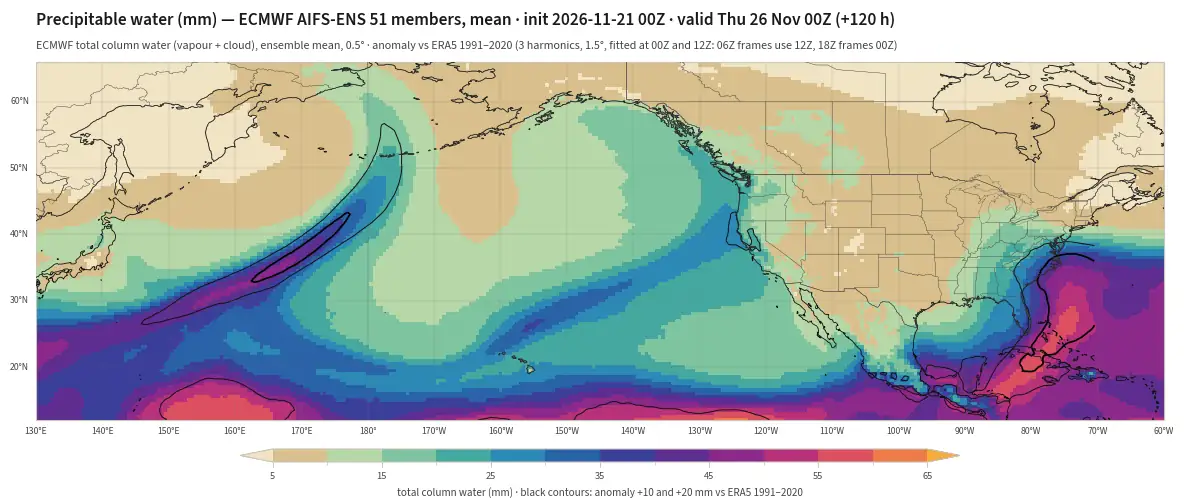 Precipitable water (mm) — ECMWF AIFS-ENS 51 members, mean · init 2026-11-21 00Z · valid Thu 26 Nov 00Z (+120 h)
ECMWF total column water (vapour + cloud), ensemble mean, 0.5° · anomaly vs ERA5 1991–2020 (3 harmonics, 1.5°, fitted at 00Z and 12Z: 06Z frames use 12Z, 18Z frames 00Z)
60°N
50°N
40°N
30°N
20°N
130°E 140°E 150°E 160°E 170°E 180° 170°W 160°W 150°W 140°W 130°W 120°W 110°W 100°W 90°W 80°W 70°W 60°W
5 15 25 35 45 55 65
total column water (mm) · black contours: anomaly +10 and +20 mm vs ERA5 1991–2020